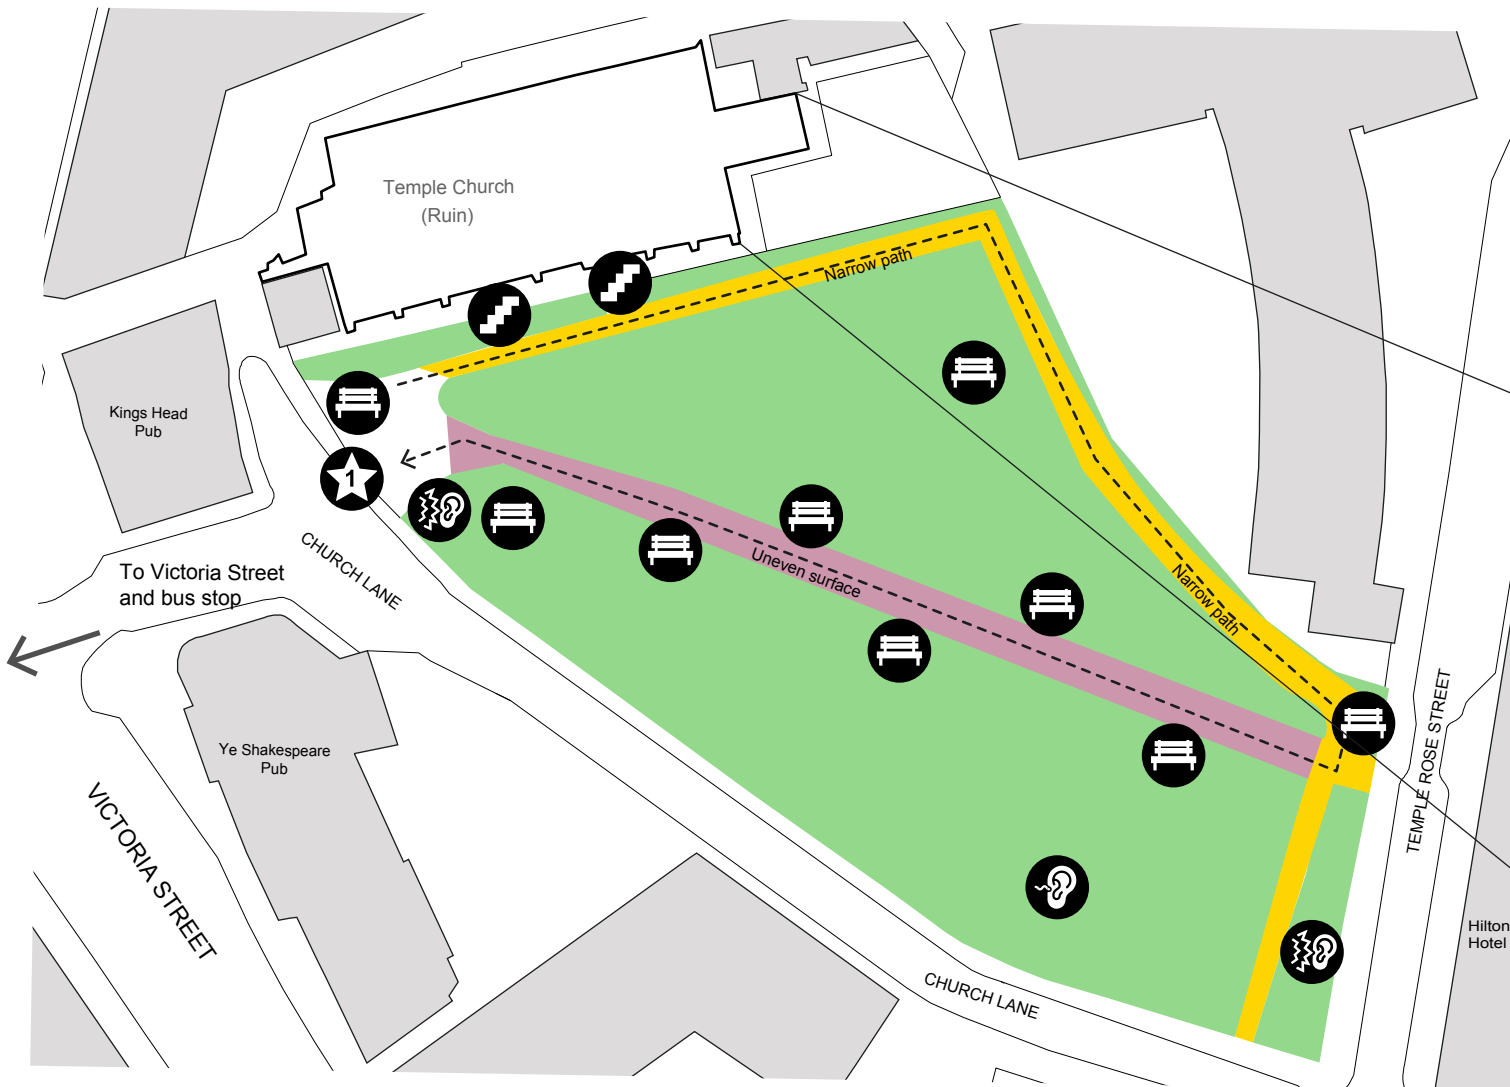 Temple Church
(Ruin)
Narrow path
Kings Head
Pub
1
CHURCH LANE
To Victoria Street
and bus stop
Uneven surface
Narrow path
TEMPLE ROSE STREET
Ye Shakespeare
Pub
VICTORIA STREET
Hilton
Hotel
CHURCH LANE